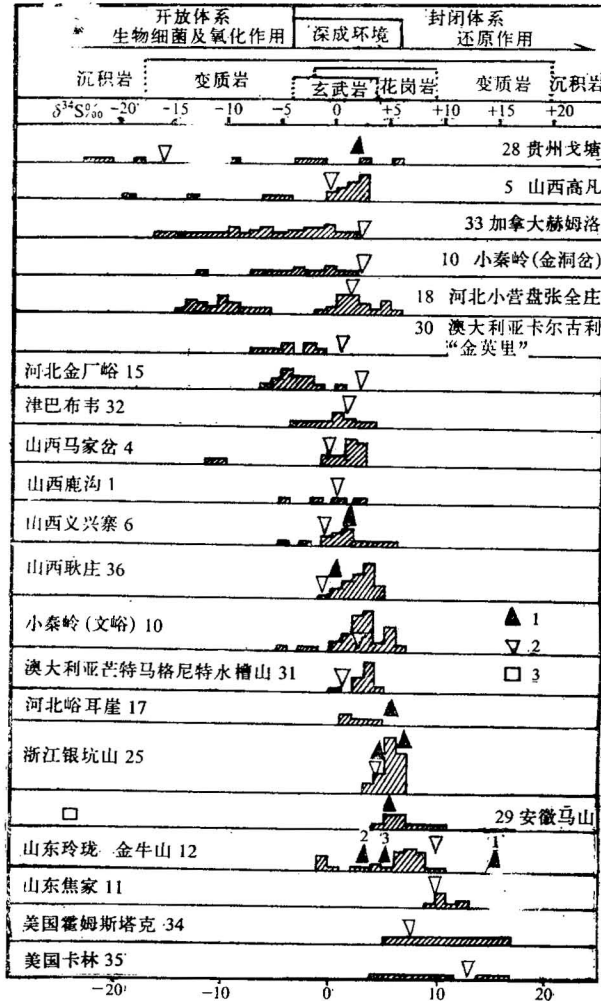 开放体系
封闭体系
生物细菌及氧化作用
深成环境
还原作用
沉积岩
变质岩
玄武岩
花岗岩
变质岩
沉积岩
δ³⁴S‰ -20 -15 -5 +5 +10 +15 +20
28 贵州戈塘
5 山西高凡
33 加拿大赫姆洛
10 小秦岭(金洞岔)
18 河北小营盘张全庄
30 澳大利亚卡尔古利
“金英里”
河北金厂峪 15
津巴布韦 32
山西马家岔 4
山西鹿沟 1
山西义兴寨 6
山西耿庄 36
小秦岭(文峪) 10
1
2
3
澳大利亚芒特马格尼特水槽山 31
河北峪耳崖 17
浙江银坑山 25
29 安徽马山
山东玲珑 金牛山 12
2 3 1
山东焦家 11
美国霍姆斯塔克 34
美国卡林 35
-20 -10 0 10 20